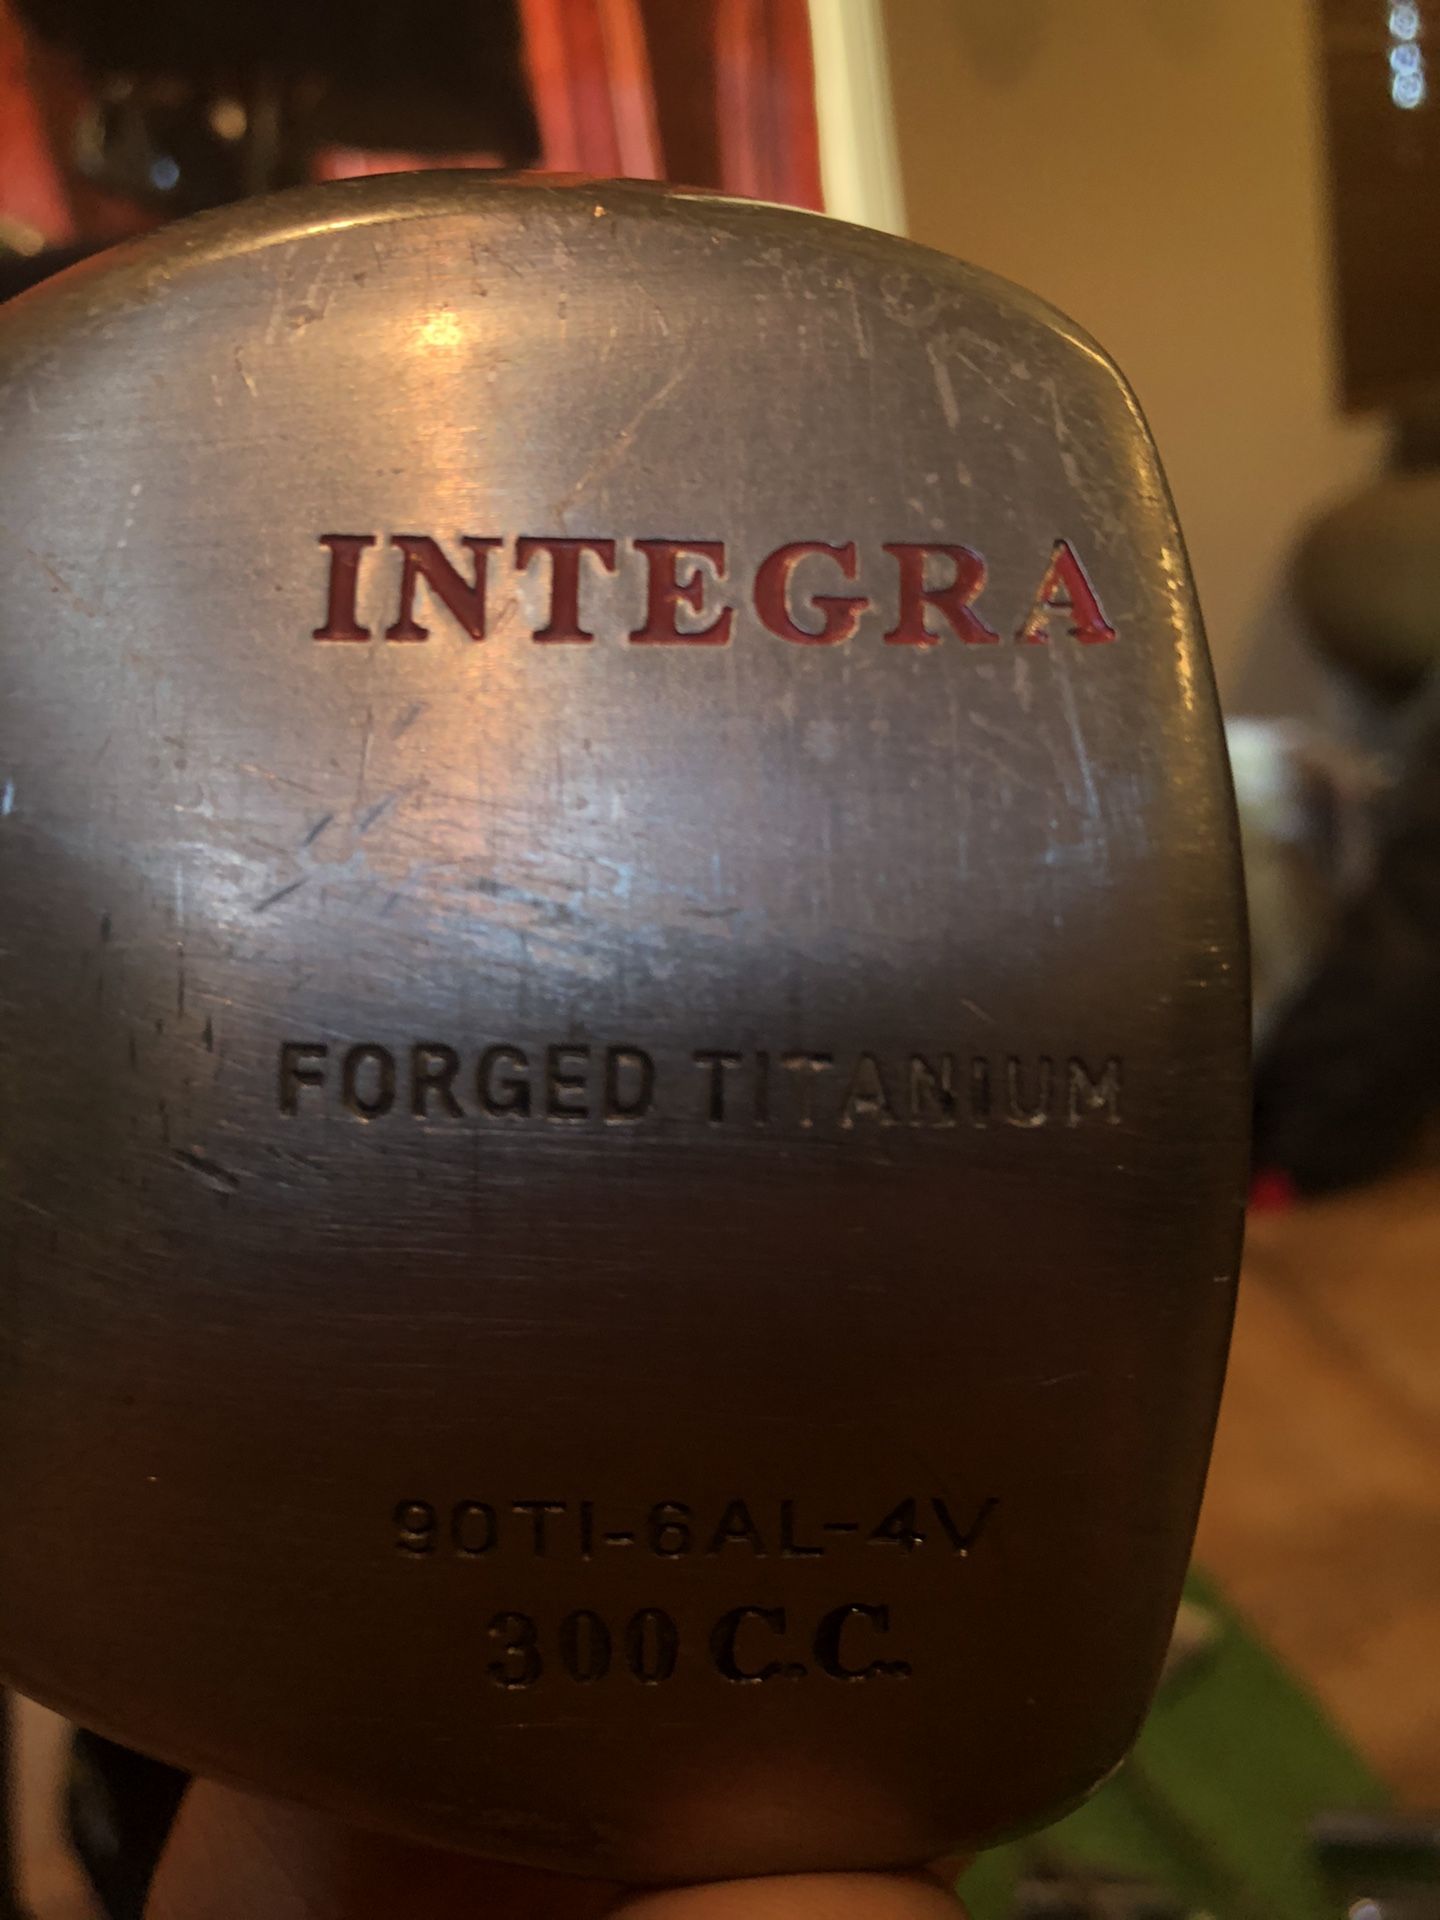 INTEGRA
FORGED TITANIUM
90TI-6AL-4V
300 C.C.